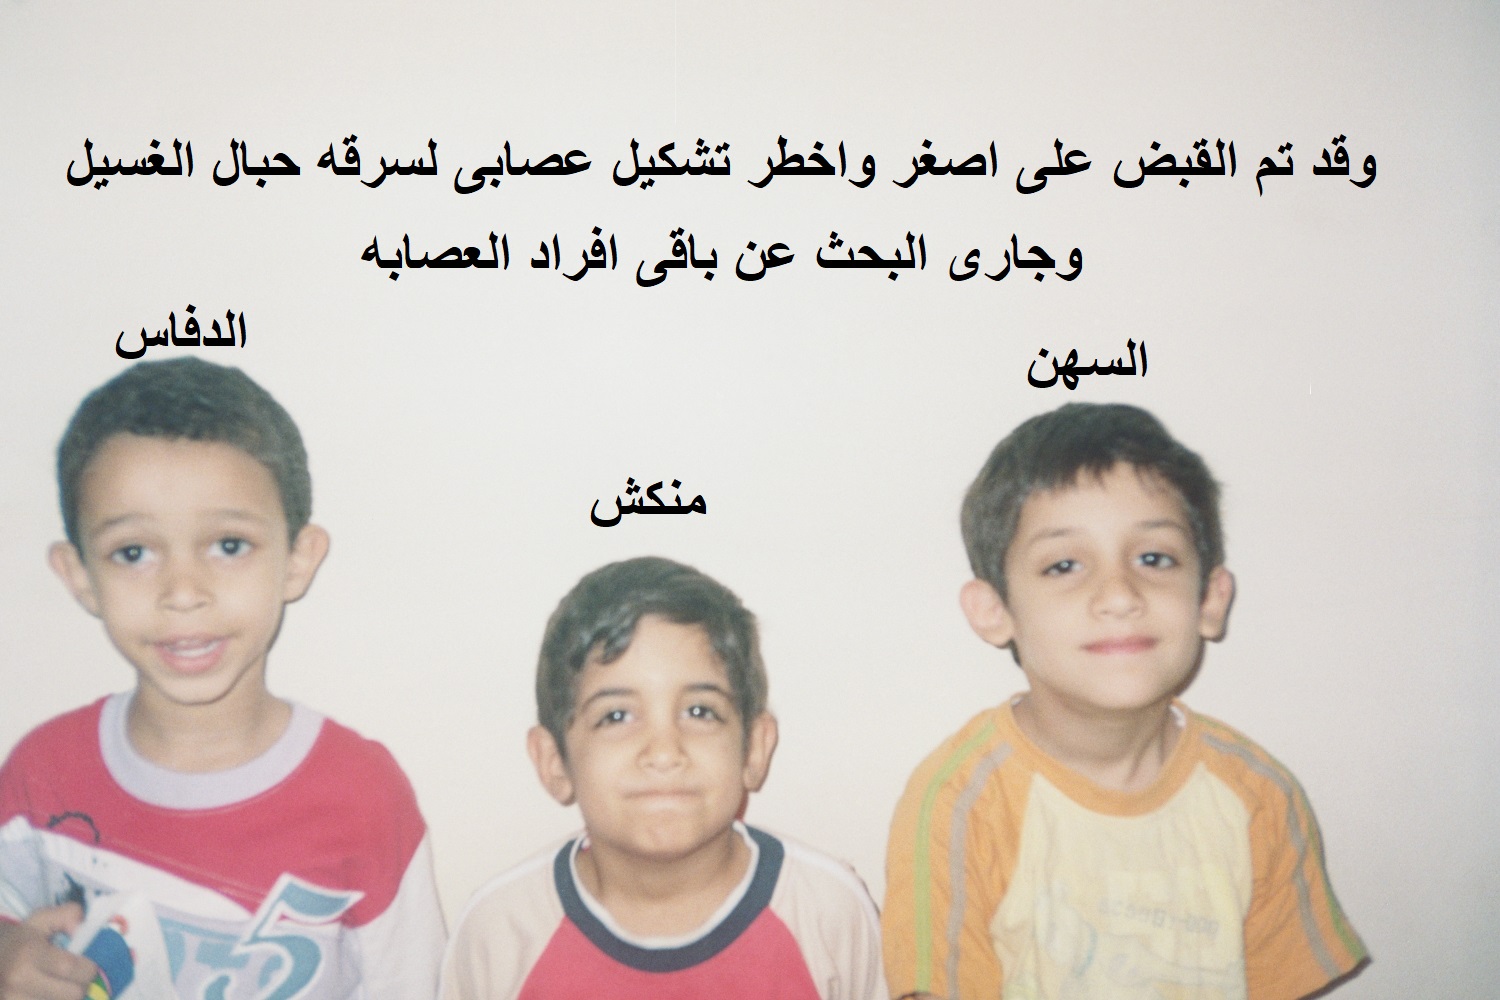 وقد تم القبض على اصغر واخطر تشكيل عصابى لسرقه حبال الغسيل
وجارى البحث عن باقى افراد العصابه
الدفاس
السهن
منكش
5